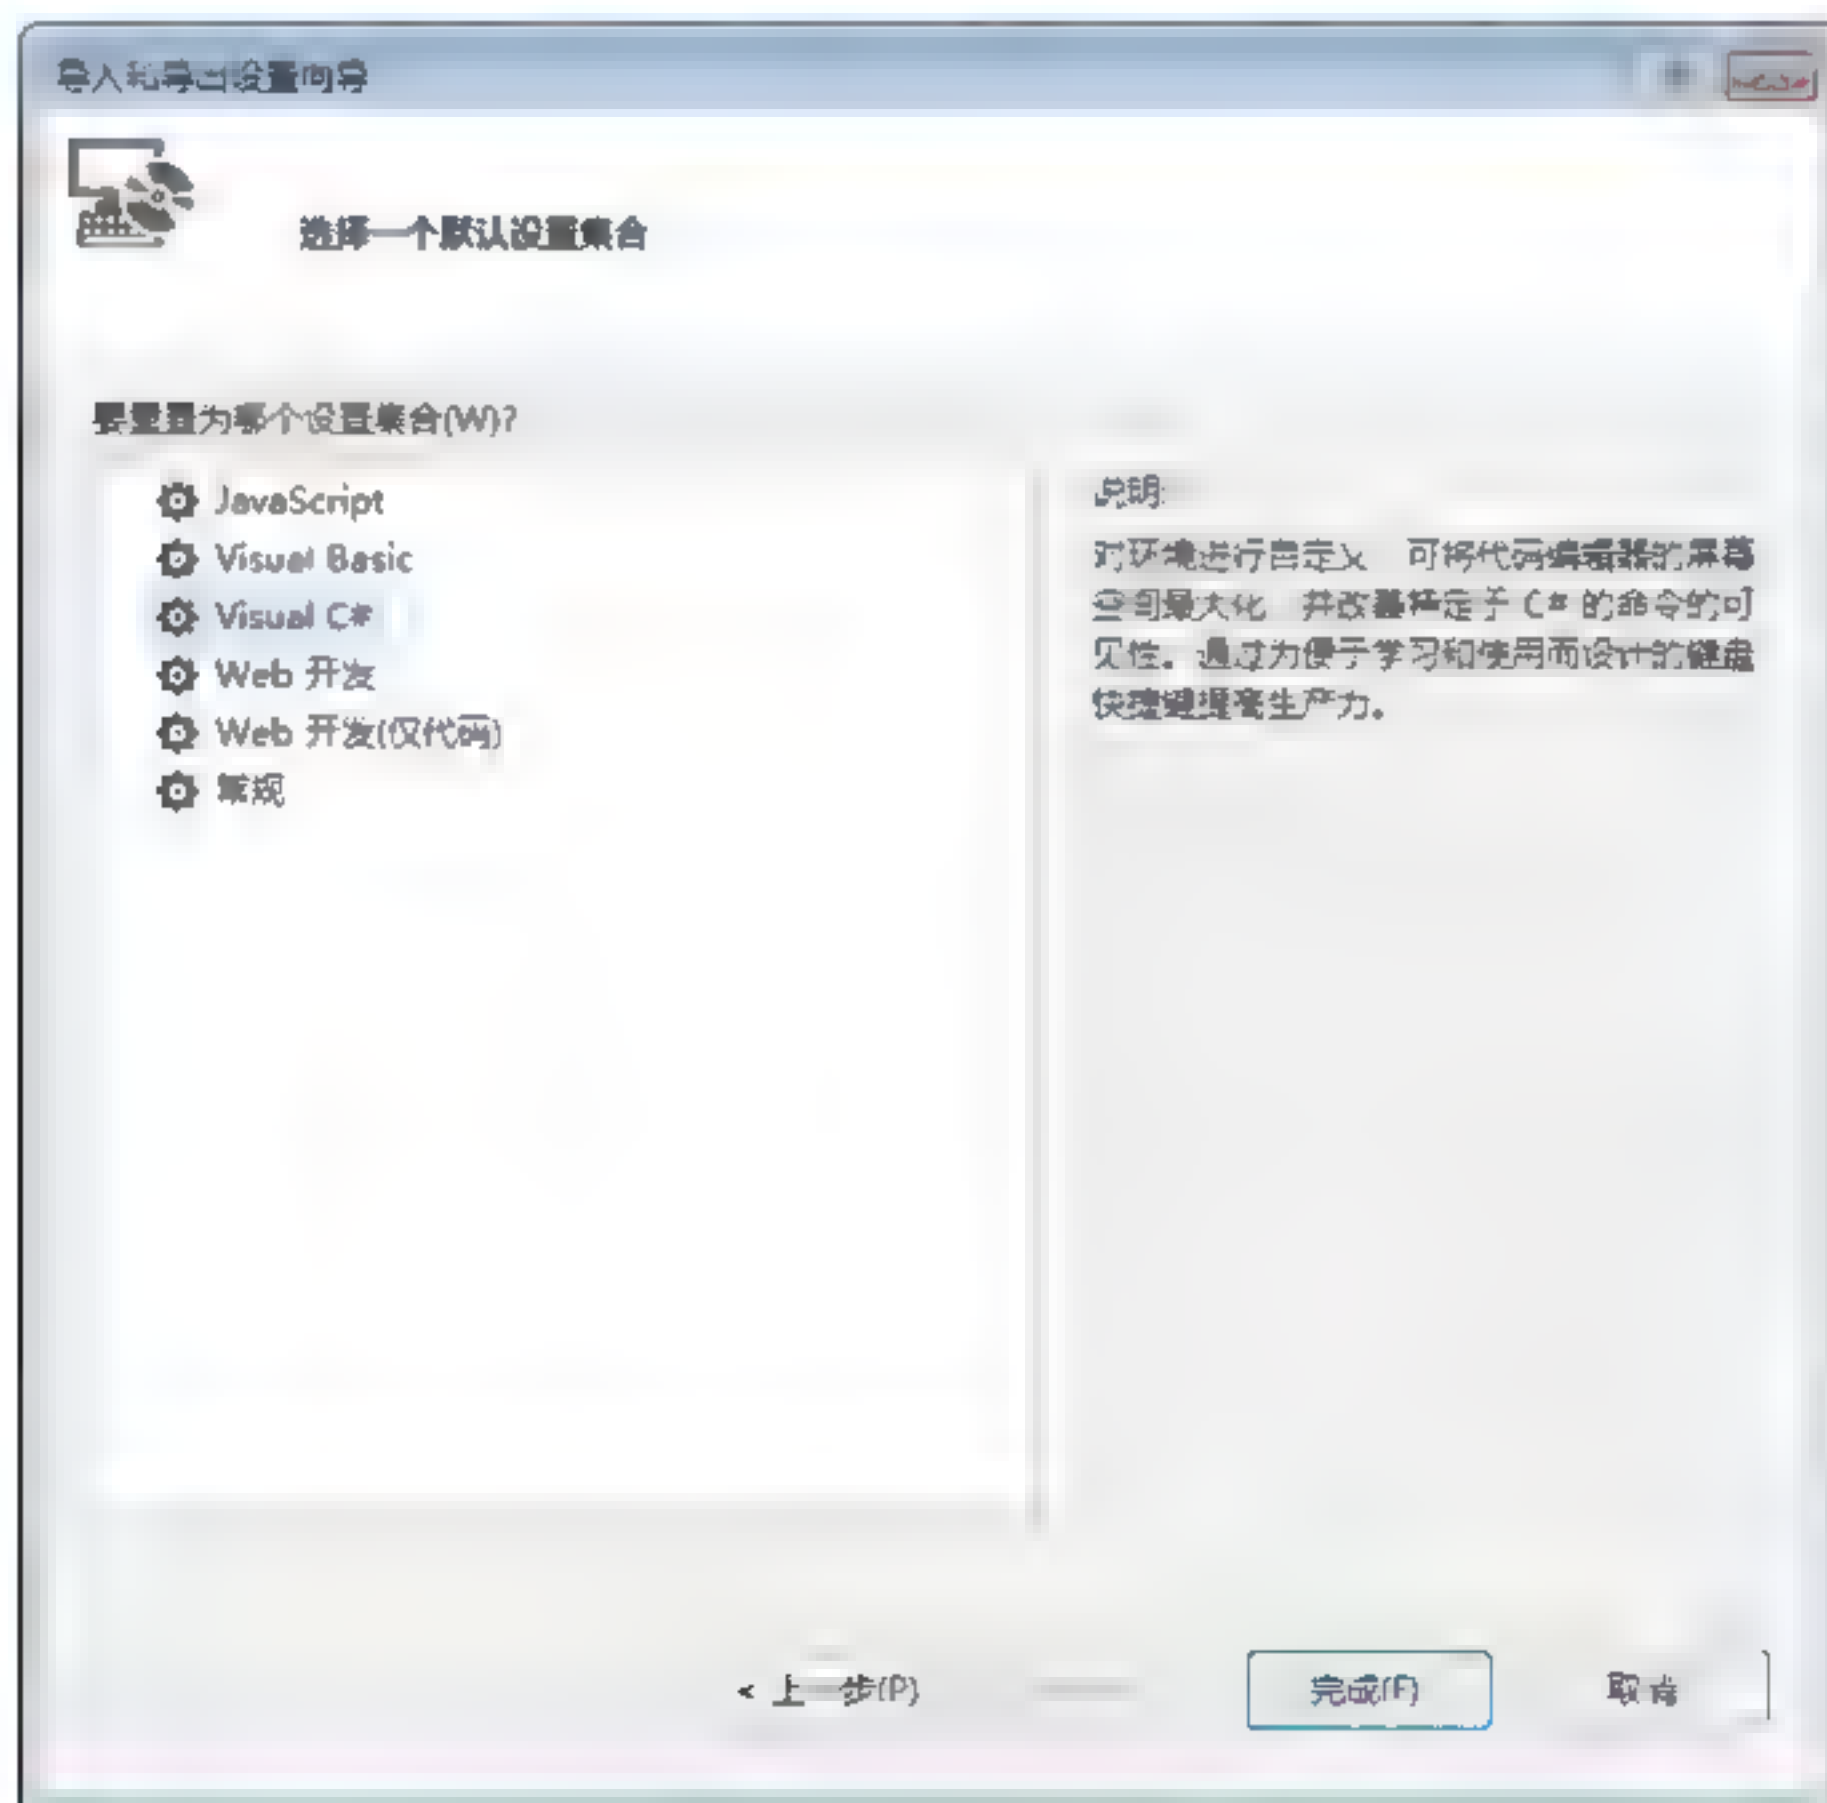 导入和导出设置向导
选择一个默认设置集合
要重置为哪个设置集合(W)?
JavaScript
Visual Basic
Visual C#
Web 开发
Web 开发(仅代码)
常规
说明:
对环境进行自定义 可将代码编辑器的屏幕
空间最大化 并改善特定于 C# 的命令的可
见性。通过为便于学习和使用而设计的键盘
快捷键提高生产力。
< 上一步(P)
完成(F)
取消